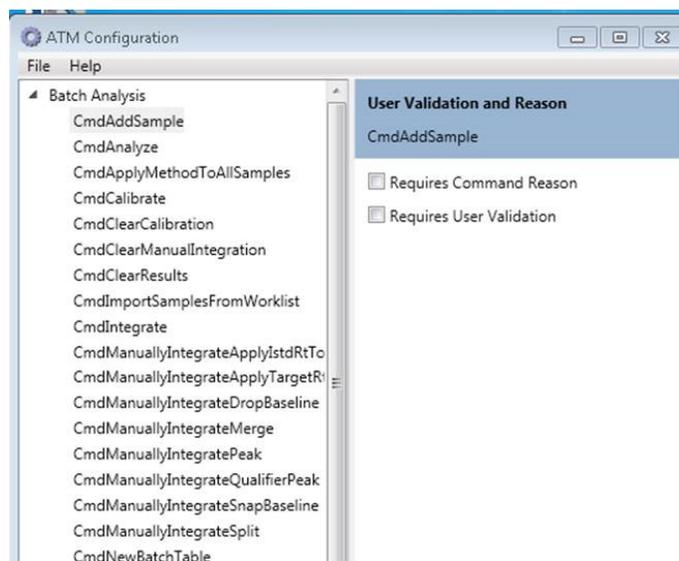 ATM Configuration
File Help
Batch Analysis
CmdAddSample
CmdAnalyze
CmdApplyMethodToAllSamples
CmdCalibrate
CmdClearCalibration
CmdClearManualIntegration
CmdClearResults
CmdImportSamplesFromWorklist
CmdIntegrate
CmdManuallyIntegrateApplyIstdRtTo
CmdManuallyIntegrateApplyTargetRt
CmdManuallyIntegrateDropBaseline
CmdManuallyIntegrateMerge
CmdManuallyIntegratePeak
CmdManuallyIntegrateQualifierPeak
CmdManuallyIntegrateSnapBaseline
CmdManuallyIntegrateSplit
CmdNewBatchTable
User Validation and Reason
CmdAddSample
Requires Command Reason
Requires User Validation